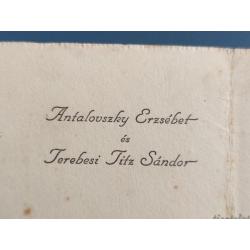 Antalovszky Erzsébet
és
Terebesi Titz Sándor